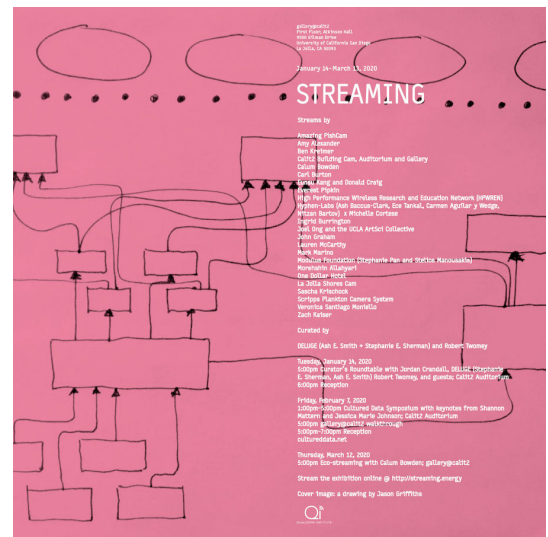 gallery@calit2
First Floor, Atkinson Hall
9500 Gilman Drive
University of California San Diego
La Jolla, CA 92093
January 14-March 13, 2020
STREAMING
Streams by
Amazing FishCam
Amy Alexander
Ben Kreimer
Calit2 Building Cam, Auditorium and Gallery
Calum Bowden
Carl Burton
Eunsu Kang and Donald Craig
Everest Pipkin
High Performance Wireless Research and Education Network (HPWREN)
Hyphen-Labs (Ash Baccus-Clark, Ece Tankal, Carmen Aguilar y Wedge,
Nitzan Bartov) x Michelle Cortese
Ingrid Burrington
Joel Ong and the UCLA ArtSci Collective
John Graham
Lauren McCarthy
Mark Marino
Modulus Foundation (Stephanie Pan and Stelios Manousakis)
Morehshin Allahyari
One Dollar Hotel
La Jolla Shores Cam
Sascha Krischock
Scripps Plankton Camera System
Veronica Santiago Moniello
Zach Kaiser
Curated by
DELUGE (Ash E. Smith + Stephanie E. Sherman) and Robert Twomey
Tuesday, January 14, 2020
5:00pm Curator's Roundtable with Jordan Crandall, DELUGE (Stephanie
E. Sherman, Ash E. Smith) Robert Twomey, and guests; Calit2 Auditorium
6:00pm Reception
Friday, February 7, 2020
1:00pm-5:00pm Cultured Data Symposium with keynotes from Shannon
Mattern and Jessica Marie Johnson; Calit2 Auditorium
5:00pm gallery@calit2 walkthrough
5:00pm-7:00pm Reception
cultureddata.net
Thursday, March 12, 2020
5:00pm Eco-streaming with Calum Bowden; gallery@calit2
Stream the exhibition online @ http://streaming.energy
Cover image: a drawing by Jason Griffiths
QI